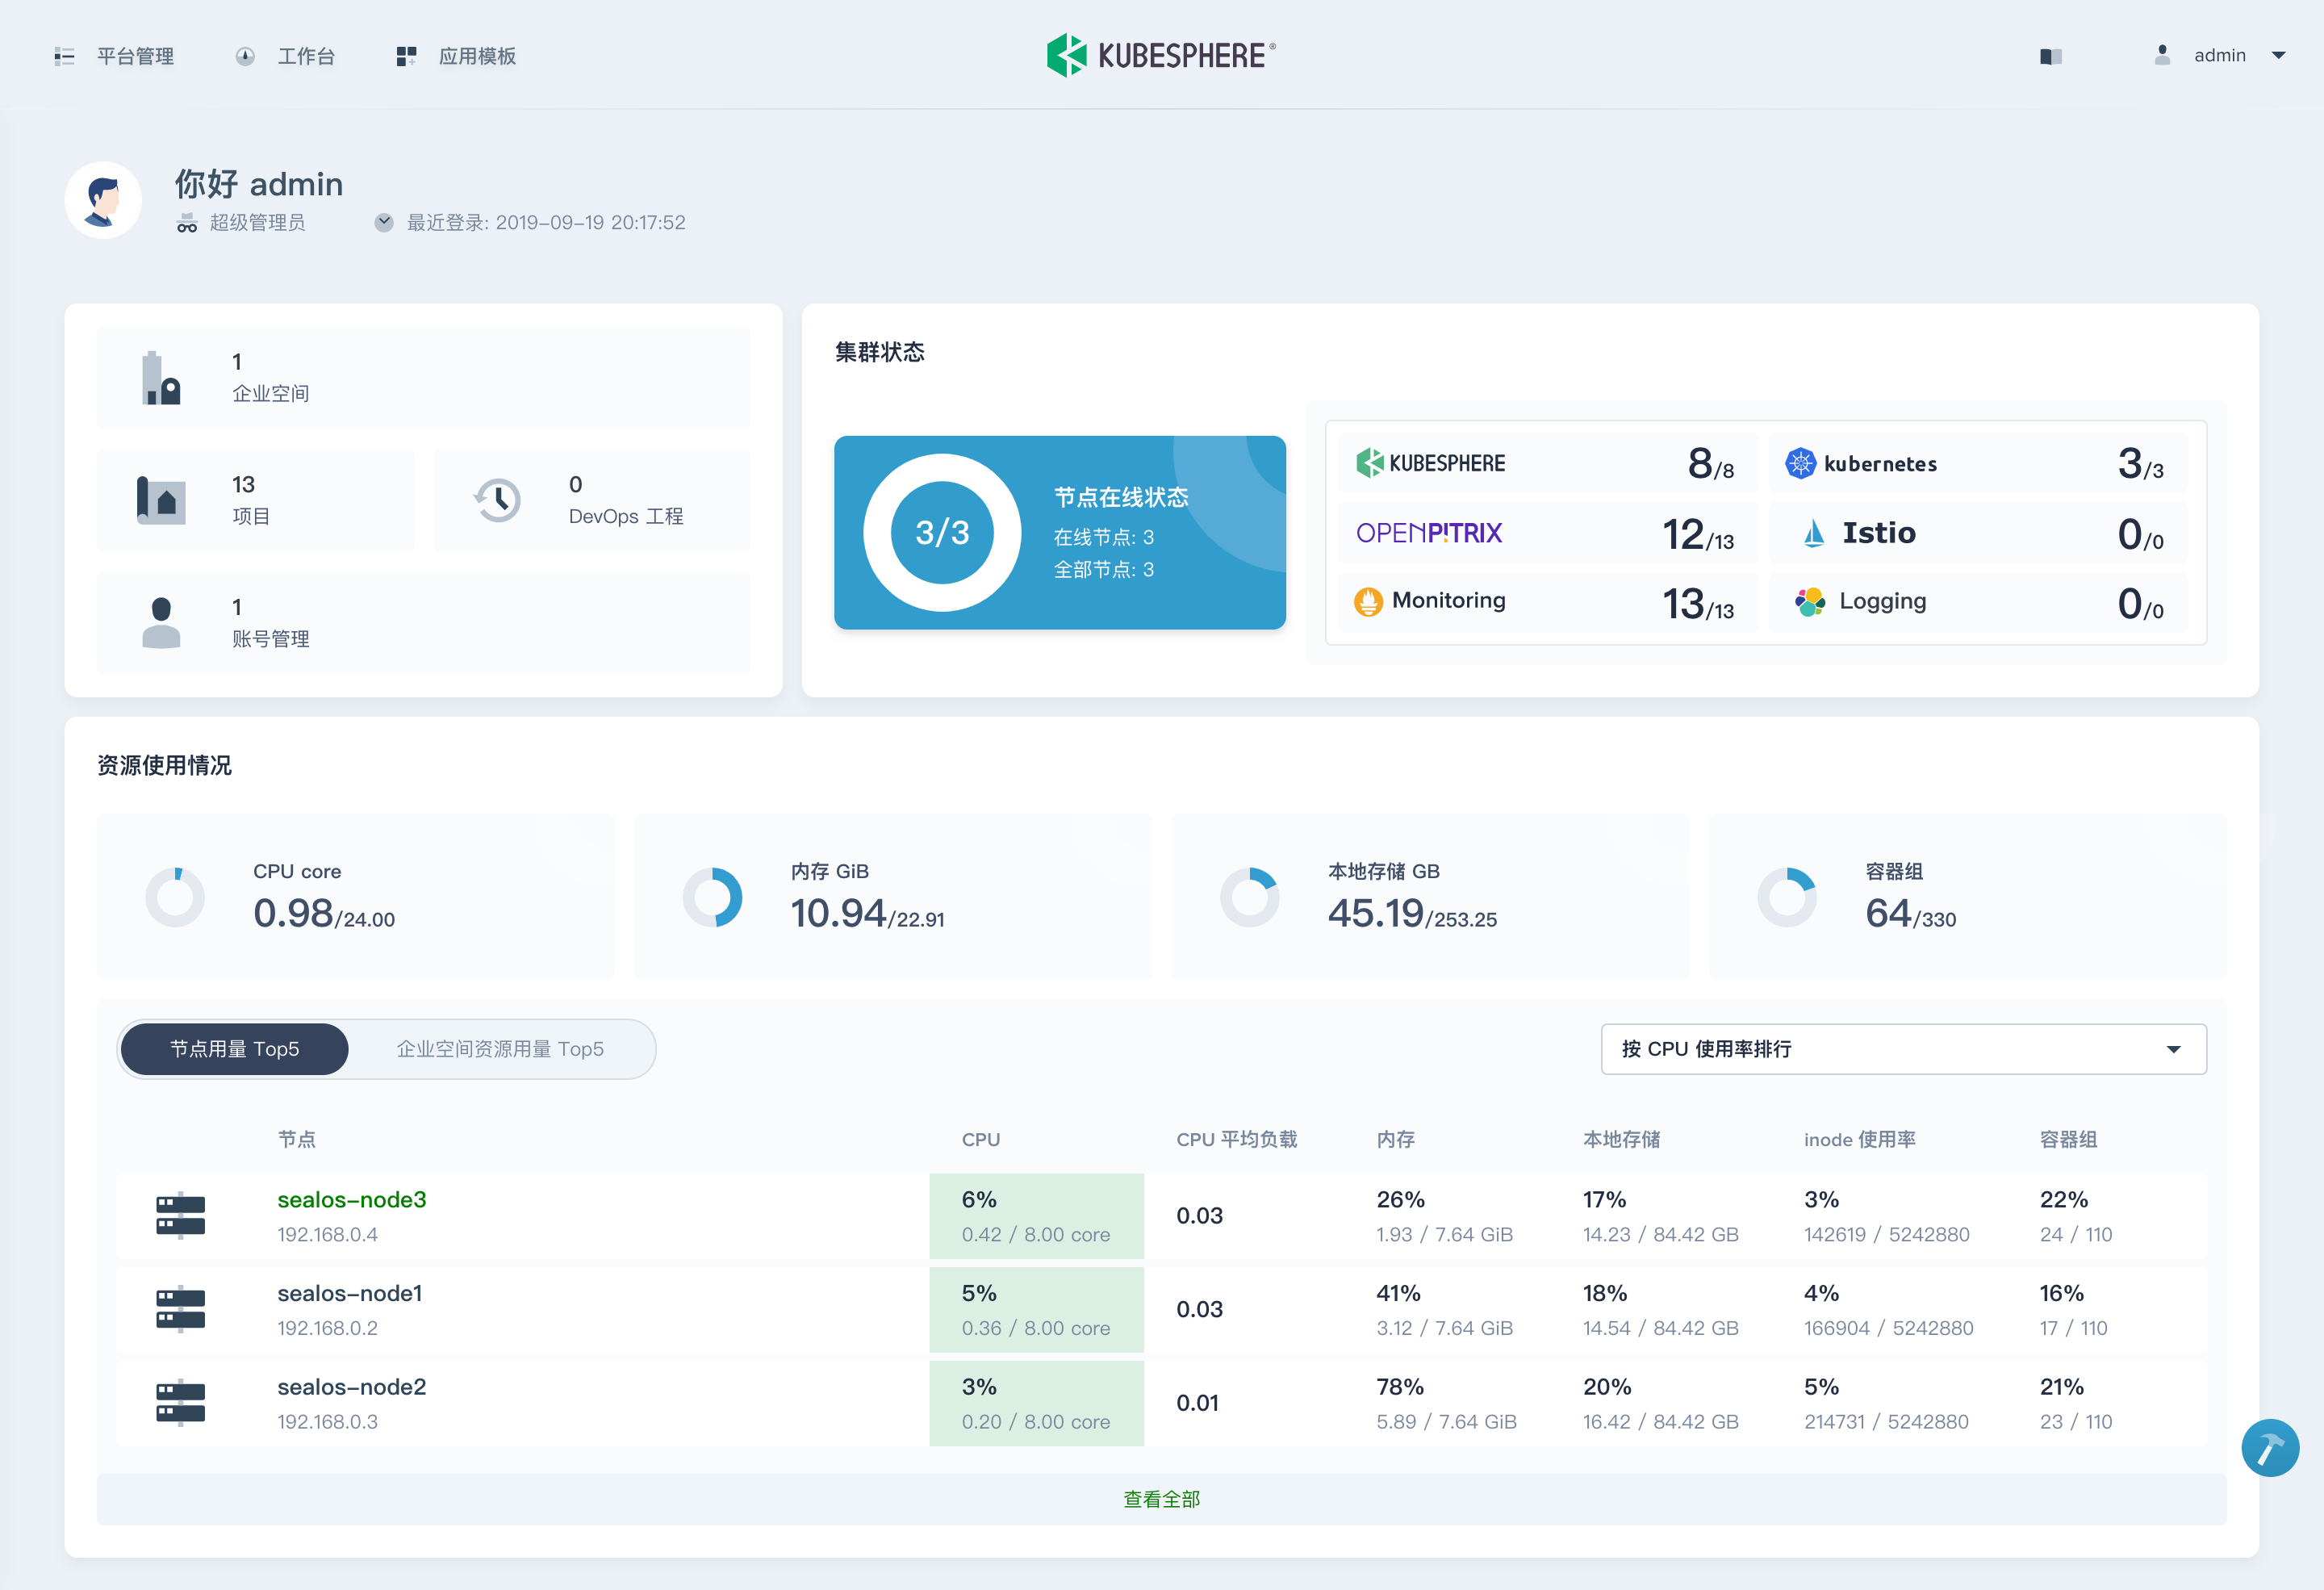 平台管理 工作台 应用模板 KUBESPHERE® admin
你好 admin
超级管理员 最近登录: 2019-09-19 20:17:52
1
企业空间
13
项目
0
DevOps 工程
1
账号管理
集群状态
3/3
节点在线状态
在线节点: 3
全部节点: 3
KUBESPHERE 8/8 kubernetes 3/3
OPENPITRIX 12/13 Istio 0/0
Monitoring 13/13 Logging 0/0
资源使用情况
CPU core
0.98/24.00
内存 GiB
10.94/22.91
本地存储 GB
45.19/253.25
容器组
64/330
节点用量 Top5 企业空间资源用量 Top5 按 CPU 使用率排行
节点 CPU CPU 平均负载 内存 本地存储 inode 使用率 容器组
sealos-node3 6% 0.03 26% 17% 3% 22%
192.168.0.4 0.42 / 8.00 core 1.93 / 7.64 GiB 14.23 / 84.42 GB 142619 / 5242880 24 / 110
sealos-node1 5% 0.03 41% 18% 4% 16%
192.168.0.2 0.36 / 8.00 core 3.12 / 7.64 GiB 14.54 / 84.42 GB 166904 / 5242880 17 / 110
sealos-node2 3% 0.01 78% 20% 5% 21%
192.168.0.3 0.20 / 8.00 core 5.89 / 7.64 GiB 16.42 / 84.42 GB 214731 / 5242880 23 / 110
查看全部